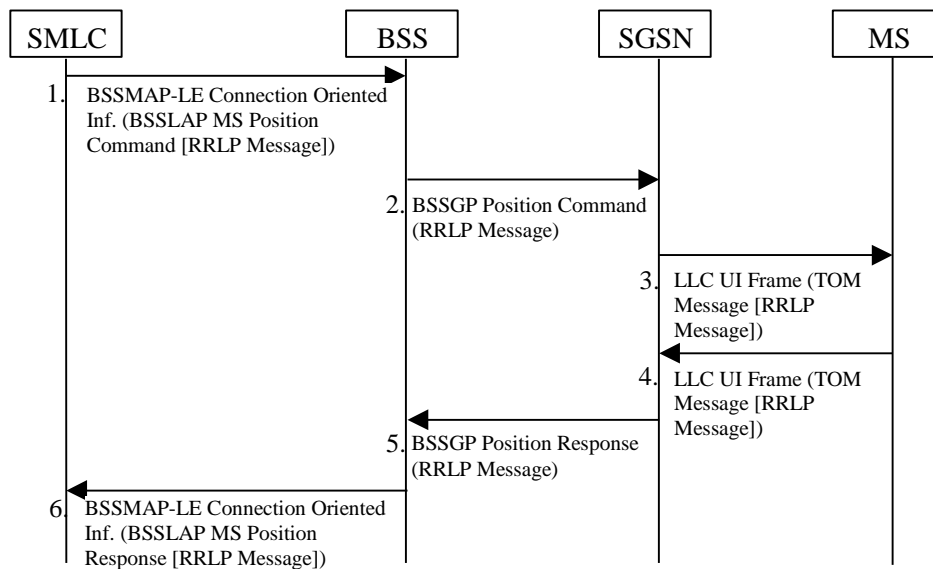 SMLC
BSS
SGSN
MS
1.
BSSMAP-LE Connection Oriented
Inf. (BSSLAP MS Position
Command [RRLP Message])
2.
BSSGP Position Command
(RRLP Message)
3.
LLC UI Frame (TOM
Message [RRLP
Message])
4.
LLC UI Frame (TOM
Message [RRLP
Message])
5.
BSSGP Position Response
(RRLP Message)
6.
BSSMAP-LE Connection Oriented
Inf. (BSSLAP MS Position
Response [RRLP Message])